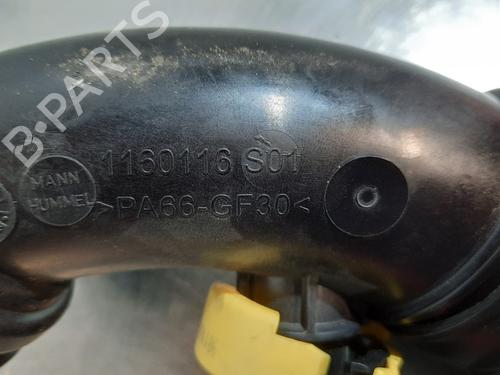 B-PARTS
1160116 S01
MANN
HUMMEL
>PA66-GF30<